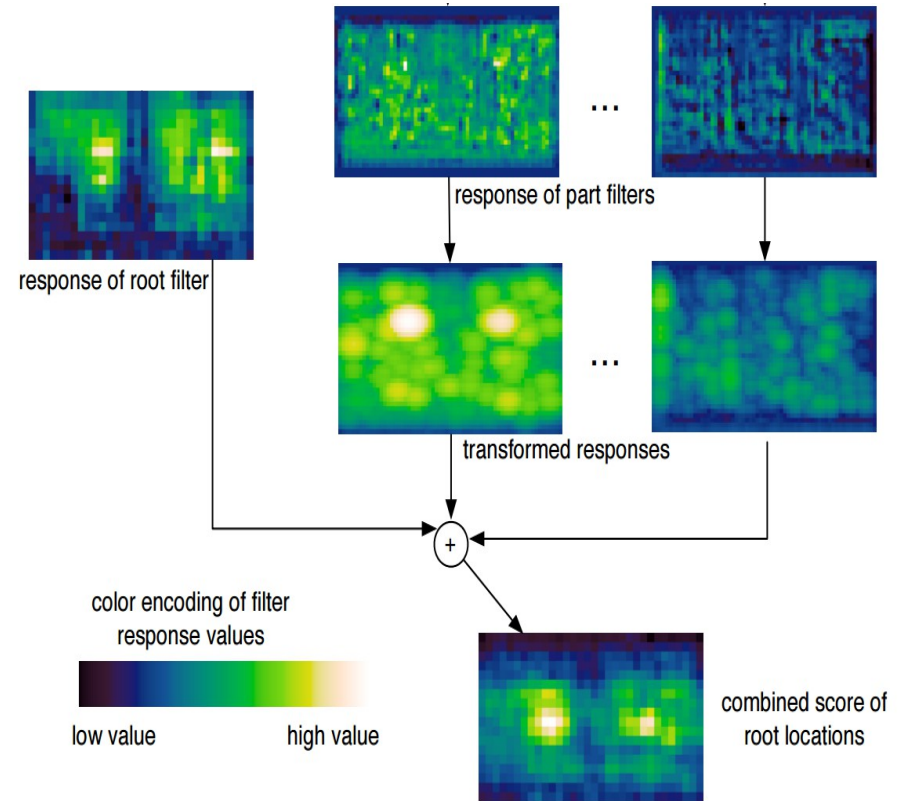 ...
response of part filters
response of root filter
...
transformed responses
+
color encoding of filter
response values
low value
high value
combined score of
root locations